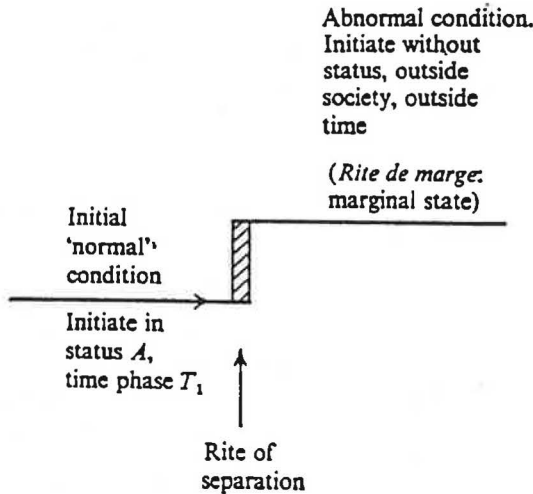 Abnormal condition.
Initiate without
status, outside
society, outside
time
(Rite de marge:
marginal state)
Initial
'normal'
condition
Initiate in
status A,
time phase T₁
Rite of
separation